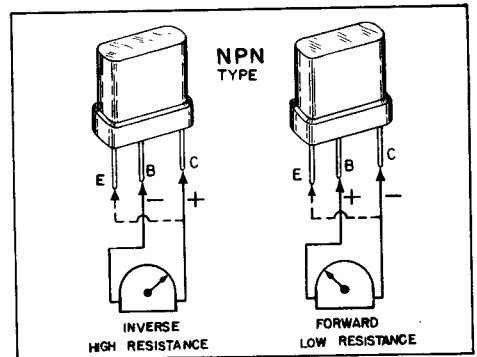 NPN
TYPE
E
B
C
−
+
E
B
C
+
−
INVERSE
HIGH RESISTANCE
FORWARD
LOW RESISTANCE